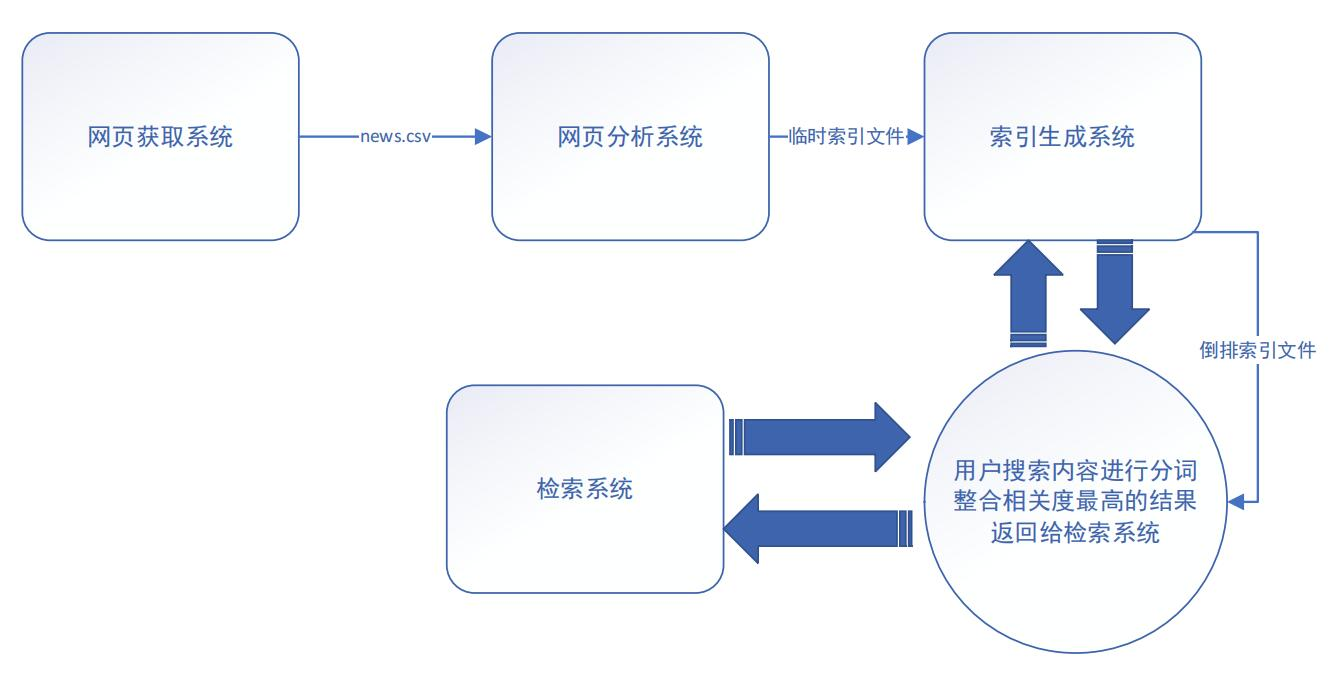 网页获取系统
news.csv
网页分析系统
临时索引文件
索引生成系统
倒排索引文件
检索系统
用户搜索内容进行分词
整合相关度最高的结果
返回给检索系统